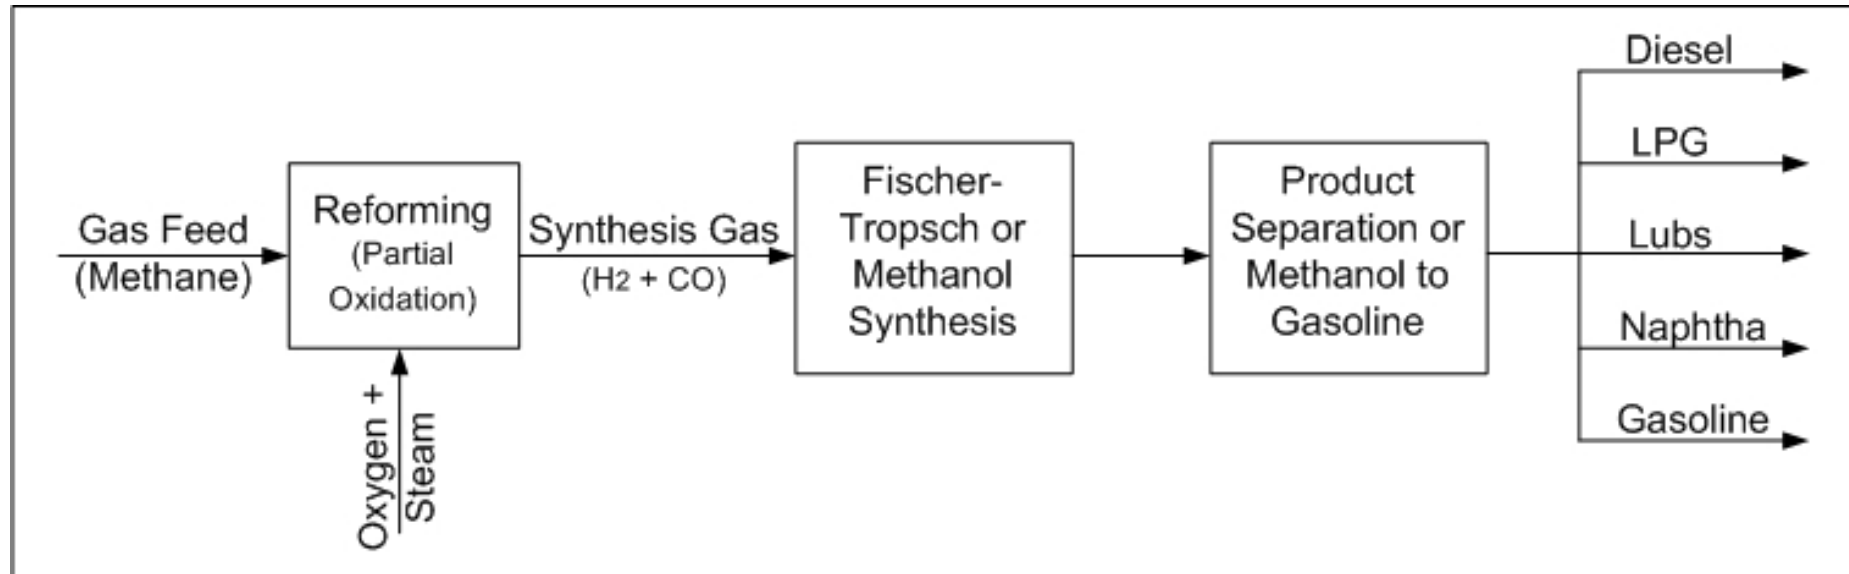 Gas Feed
(Methane)
Reforming
(Partial
Oxidation)
Oxygen +
Steam
Synthesis Gas
(H2 + CO)
Fischer-
Tropsch or
Methanol
Synthesis
Product
Separation or
Methanol to
Gasoline
Diesel
LPG
Lubs
Naphtha
Gasoline